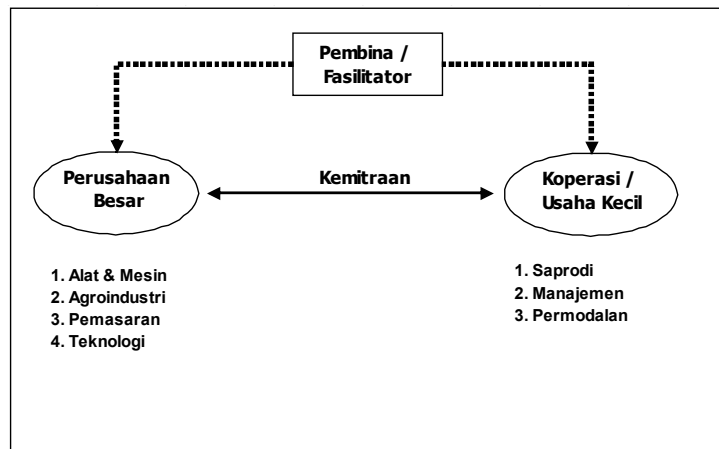 Pembina /
Fasilitator
Perusahaan
Besar
Kemitraan
Koperasi /
Usaha Kecil
1. Alat & Mesin
2. Agroindustri
3. Pemasaran
4. Teknologi
1. Saprodi
2. Manajemen
3. Permodalan